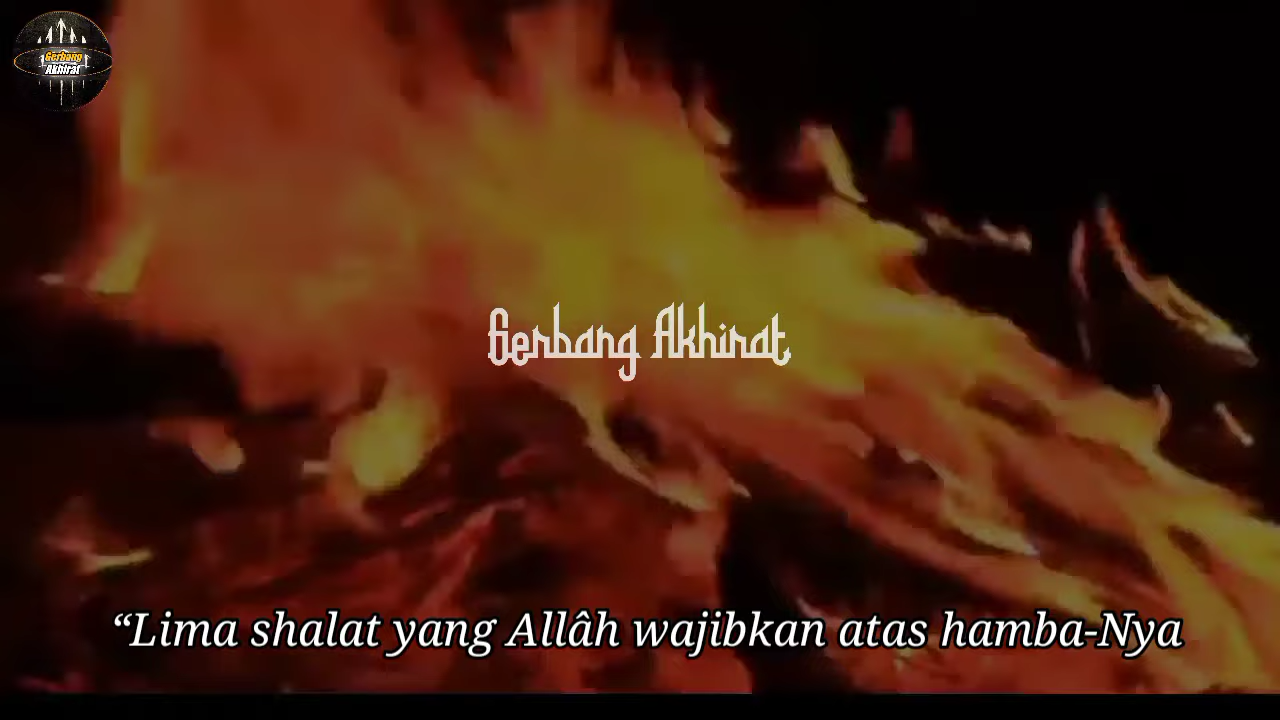 Gerbang
Akhirat
Gerbang Akhirat
“Lima shalat yang Allâh wajibkan atas hamba-Nya